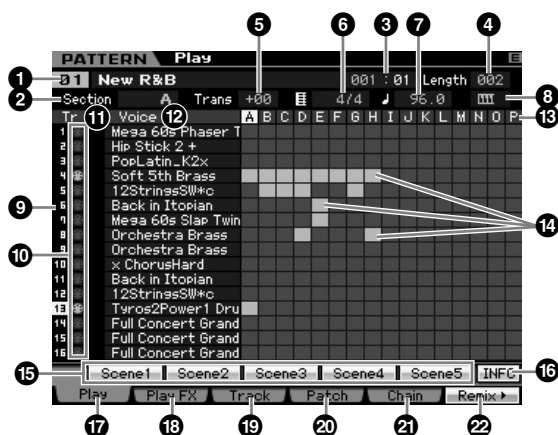 5 6 3 7 4
PATTERN Play E
1 01 New R&B 001 : 01 Length 002
2 Section A Trans +00 4/4 ♩ 96.0 8
Tr 11 Voice 12 A B C D E F G H I J K L M N O P 13
1 Mega 60s Phaser T
2 Hip Stick 2 +
3 PopLatin_K2x
4 Soft 5th Brass
5 12StringsSW*c
6 Back in Itopian
7 Mega 60s Slap Twin
8 Orchestra Brass
9 Orchestra Brass
10 x ChorusHard
11 Back in Itopian
12 12StringsSW*c
13 Tyros2Power1 Dru
14 Full Concert Grand
15 Full Concert Grand
16 Full Concert Grand
9
10
14
15 Scene1 Scene2 Scene3 Scene4 Scene5 INFO 16
Play Play FX Track Patch Chain Remix
17 18 19 20 21 22